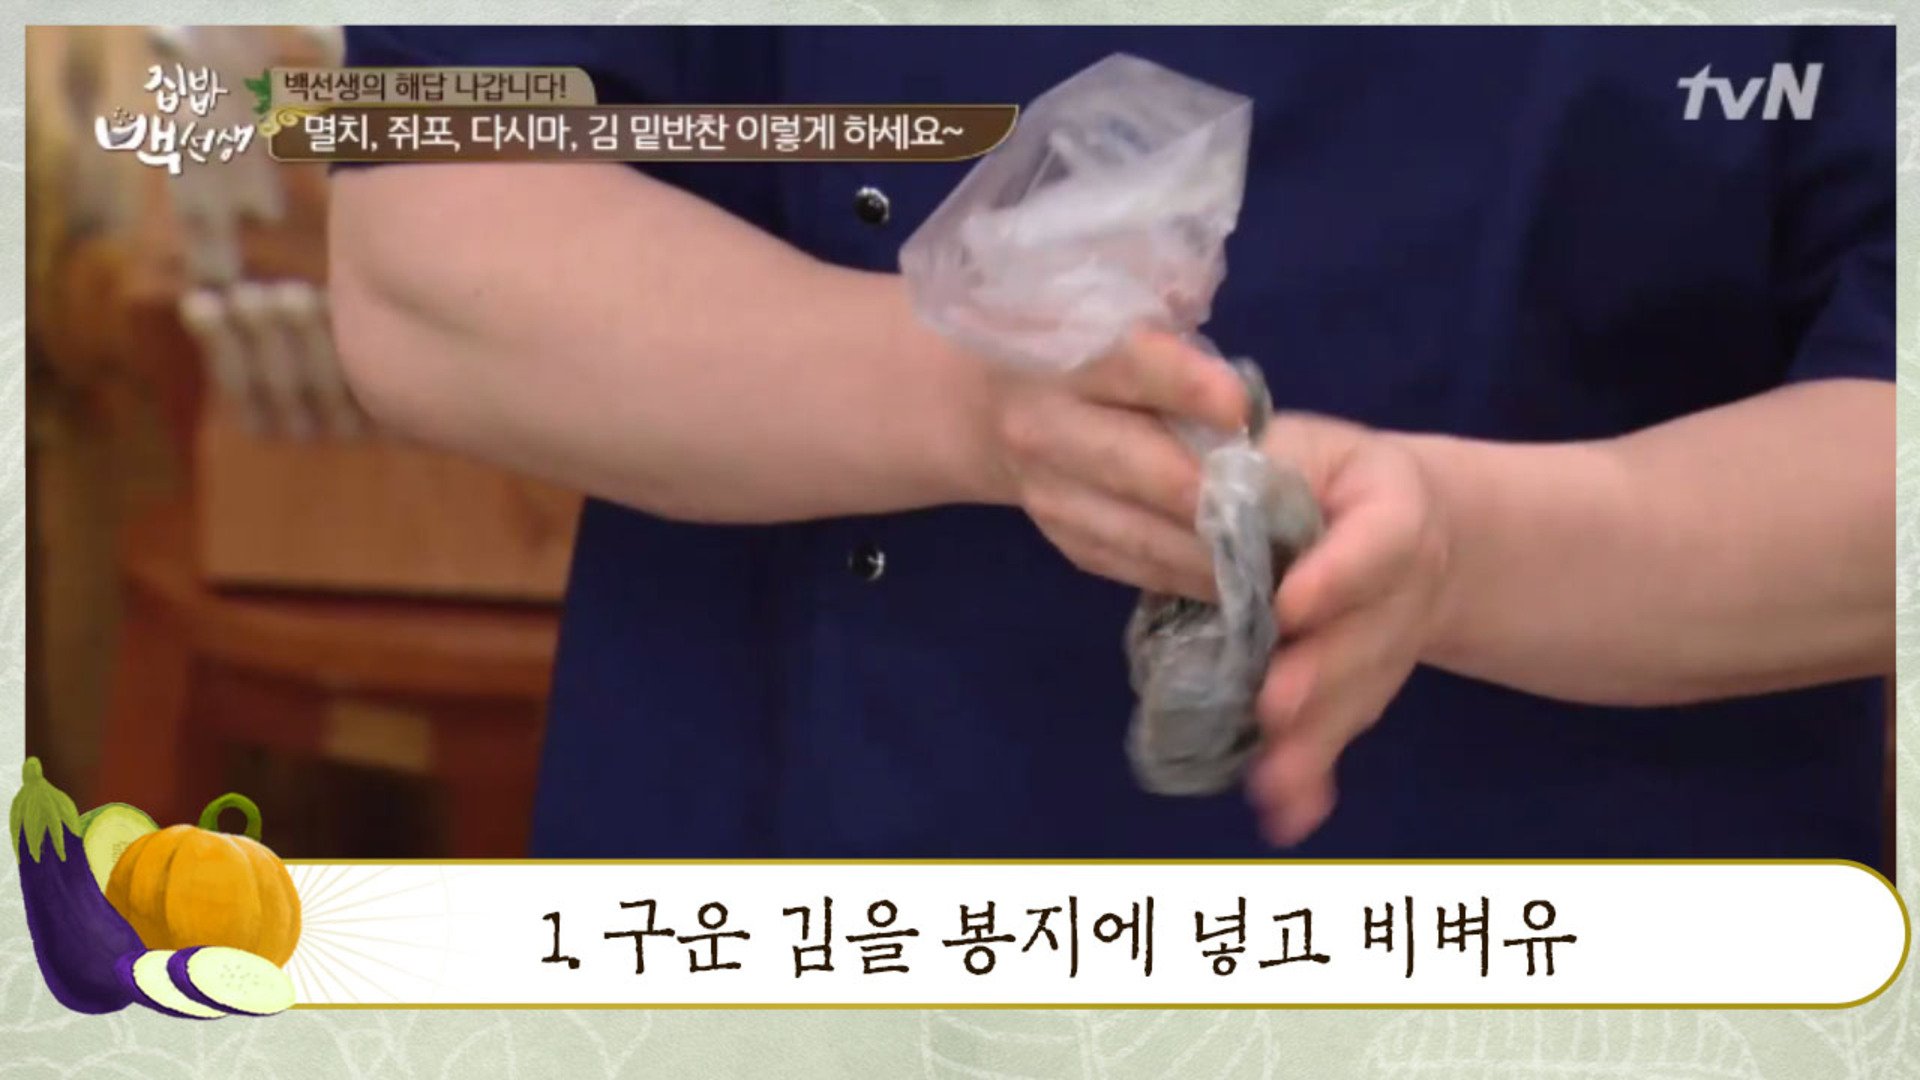 집밥
백선생
백선생의 해답 나갑니다!
멸치, 쥐포, 다시마, 김 밑반찬 이렇게 하세요~
tvN
1. 구운 김을 봉지에 넣고 비벼유